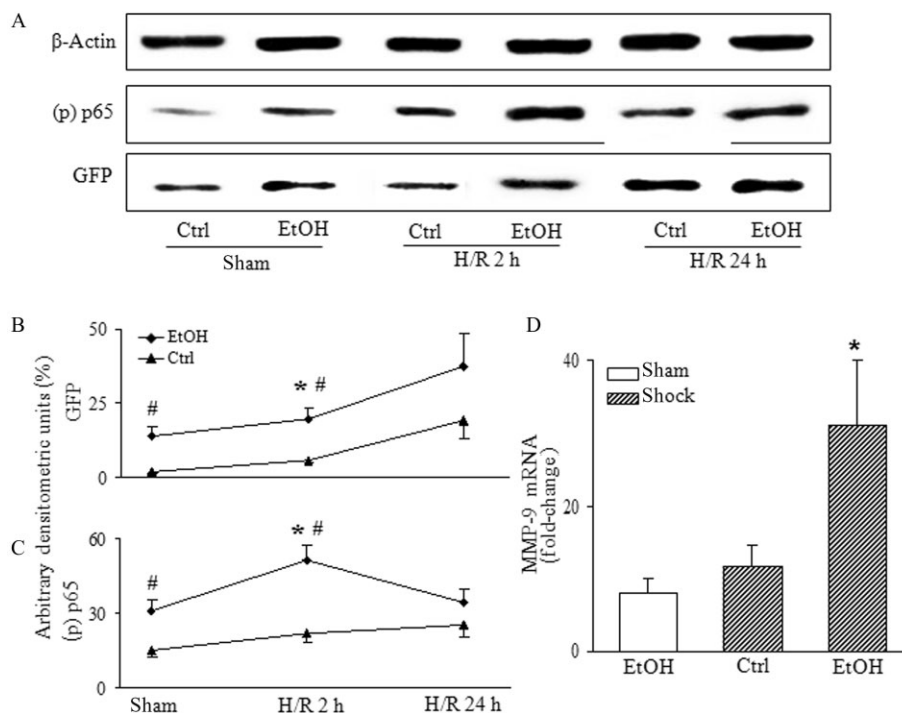 A
β-Actin
(p) p65
GFP
Ctrl EtOH Ctrl EtOH Ctrl EtOH
Sham H/R 2 h H/R 24 h
B
Arbitrary densitometric units (%)
GFP
50
25
0
EtOH
Ctrl
#
* #
C
(p) p65
60
30
0
#
* #
Sham H/R 2 h H/R 24 h
D
MMP-9 mRNA
(fold-change)
40
20
0
Sham
Shock
*
EtOH Ctrl EtOH